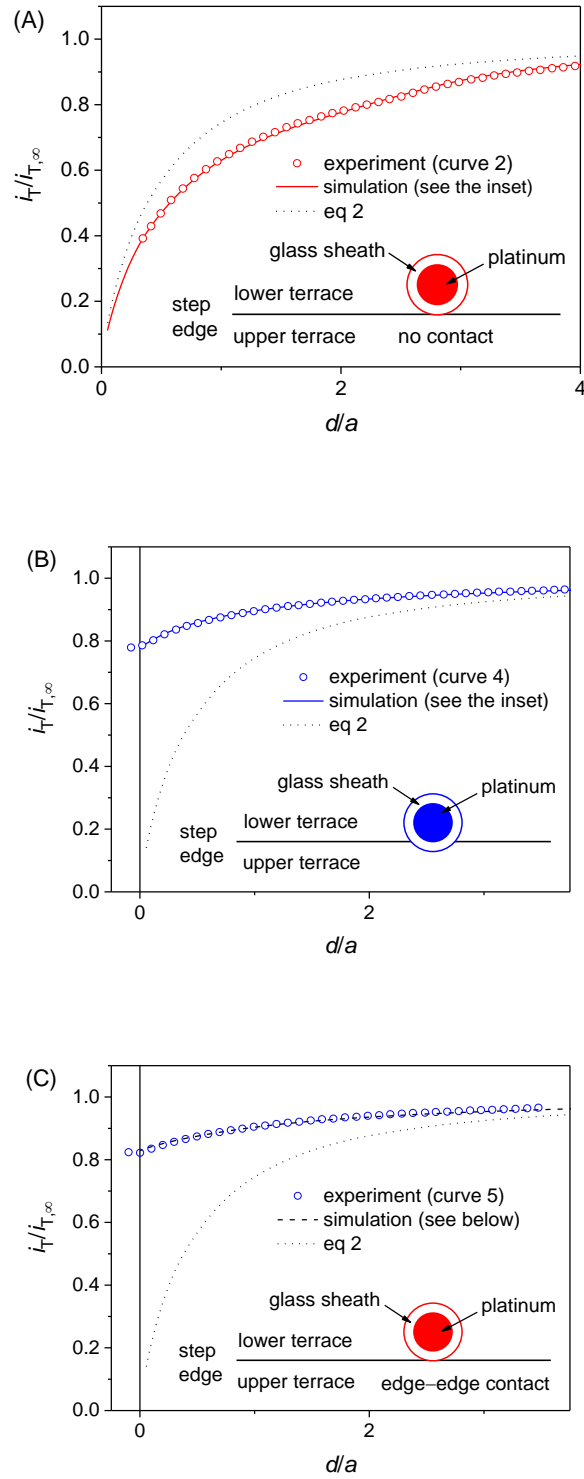 (A)
1.0
0.8
0.6
0.4
0.2
0.0
iT/iT,∞
experiment (curve 2)
simulation (see the inset)
eq 2
glass sheath
platinum
step
edge
lower terrace
upper terrace
no contact
0
2
4
d/a
(B)
1.0
0.8
0.6
0.4
0.2
0.0
iT/iT,∞
experiment (curve 4)
simulation (see the inset)
eq 2
glass sheath
platinum
step
edge
lower terrace
upper terrace
0
2
d/a
(C)
1.0
0.8
0.6
0.4
0.2
0.0
iT/iT,∞
experiment (curve 5)
simulation (see below)
eq 2
glass sheath
platinum
step
edge
lower terrace
upper terrace
edge–edge contact
0
2
d/a